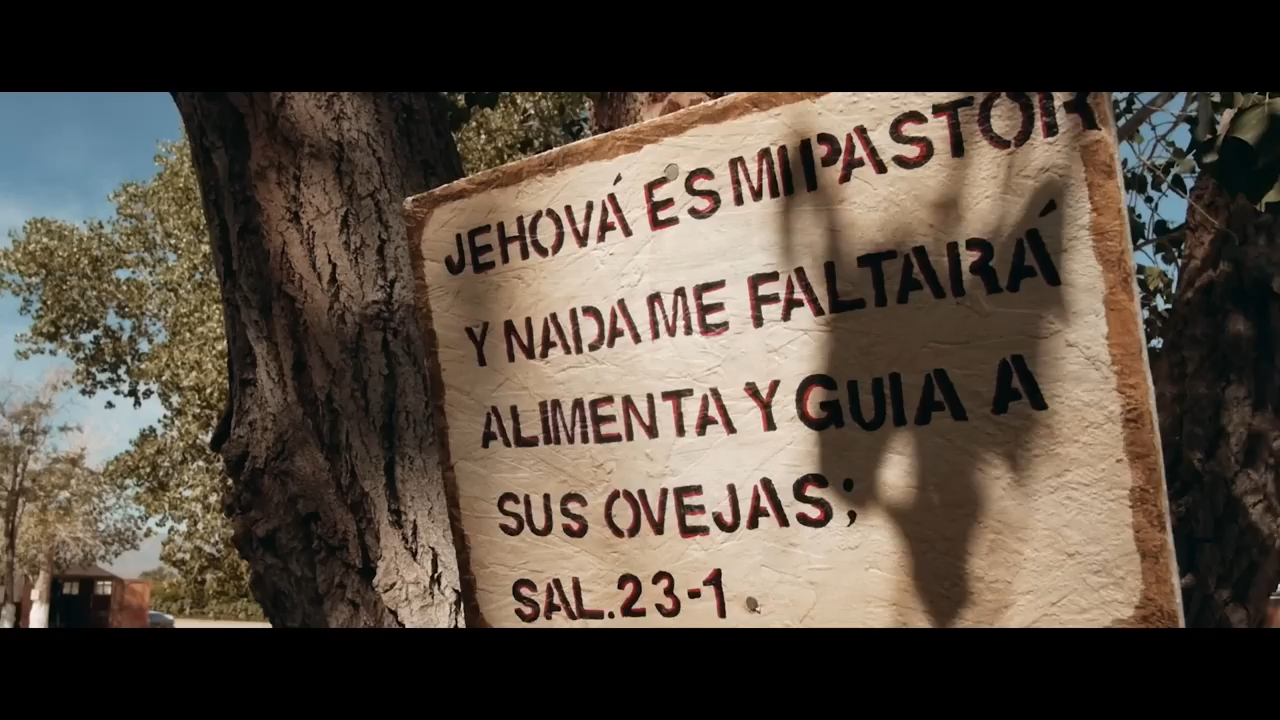 JEHOVÁ ES MI PASTOR
Y NADA ME FALTARÁ
ALIMENTA Y GUIA A
SUS OVEJAS;
SAL.23-1.